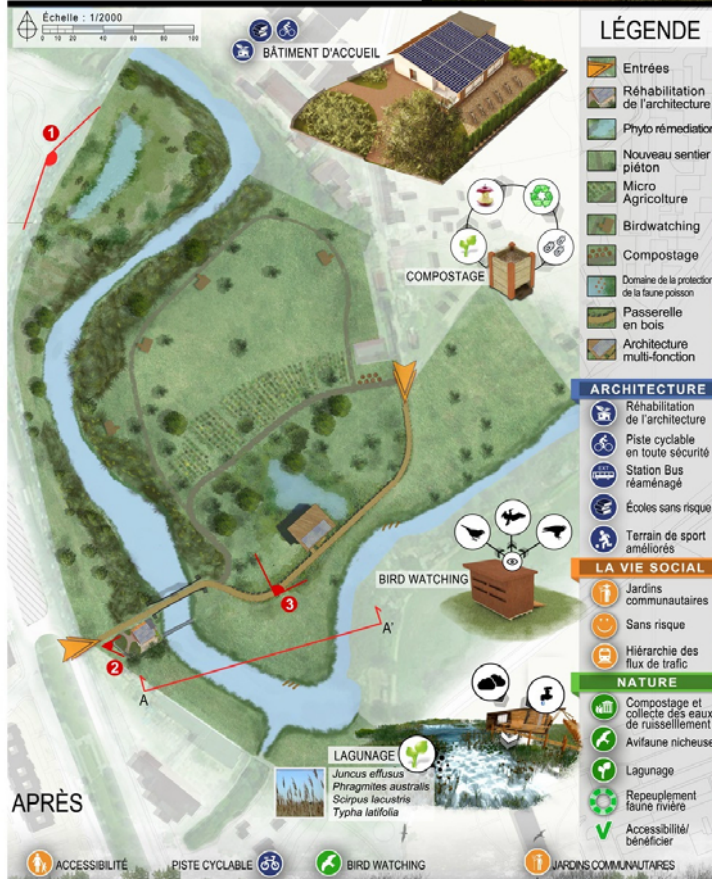 Échelle : 1/2000
0 10 20 40 60 80 100
BÂTIMENT D'ACCUEIL
1
COMPOSTAGE
BIRD WATCHING
3
A'
2
A
LAGUNAGE
Juncus effusus
Phragmites australis
Scirpus lacustris
Typha latifolia
APRÈS
LÉGENDE
Entrées
Réhabilitation
de l'architecture
Phyto rémediation
Nouveau sentier
piéton
Micro
Agricolture
Birdwatching
Compostage
Domaine de la protection
de la faune poisson
Passerelle
en bois
Architecture
multi-fonction
ARCHITECTURE
Réhabilitation
de l'architecture
Piste cyclable
en toute sécurité
Station Bus
réaménagé
Écoles sans risque
Terrain de sport
améliorés
LA VIE SOCIAL
Jardins
communautaires
Sans risque
Hiérarchie des
flux de trafic
NATURE
Compostage et
collecte des eaux
de ruisselllement
Avifaune nicheuse
Lagunage
Repeuplement
faune rivière
Accessibilité/
bénéficier
ACCESSIBILITÉ
PISTE CYCLABLE
BIRD WATCHING
JARDINS COMMUNAUTAIRES